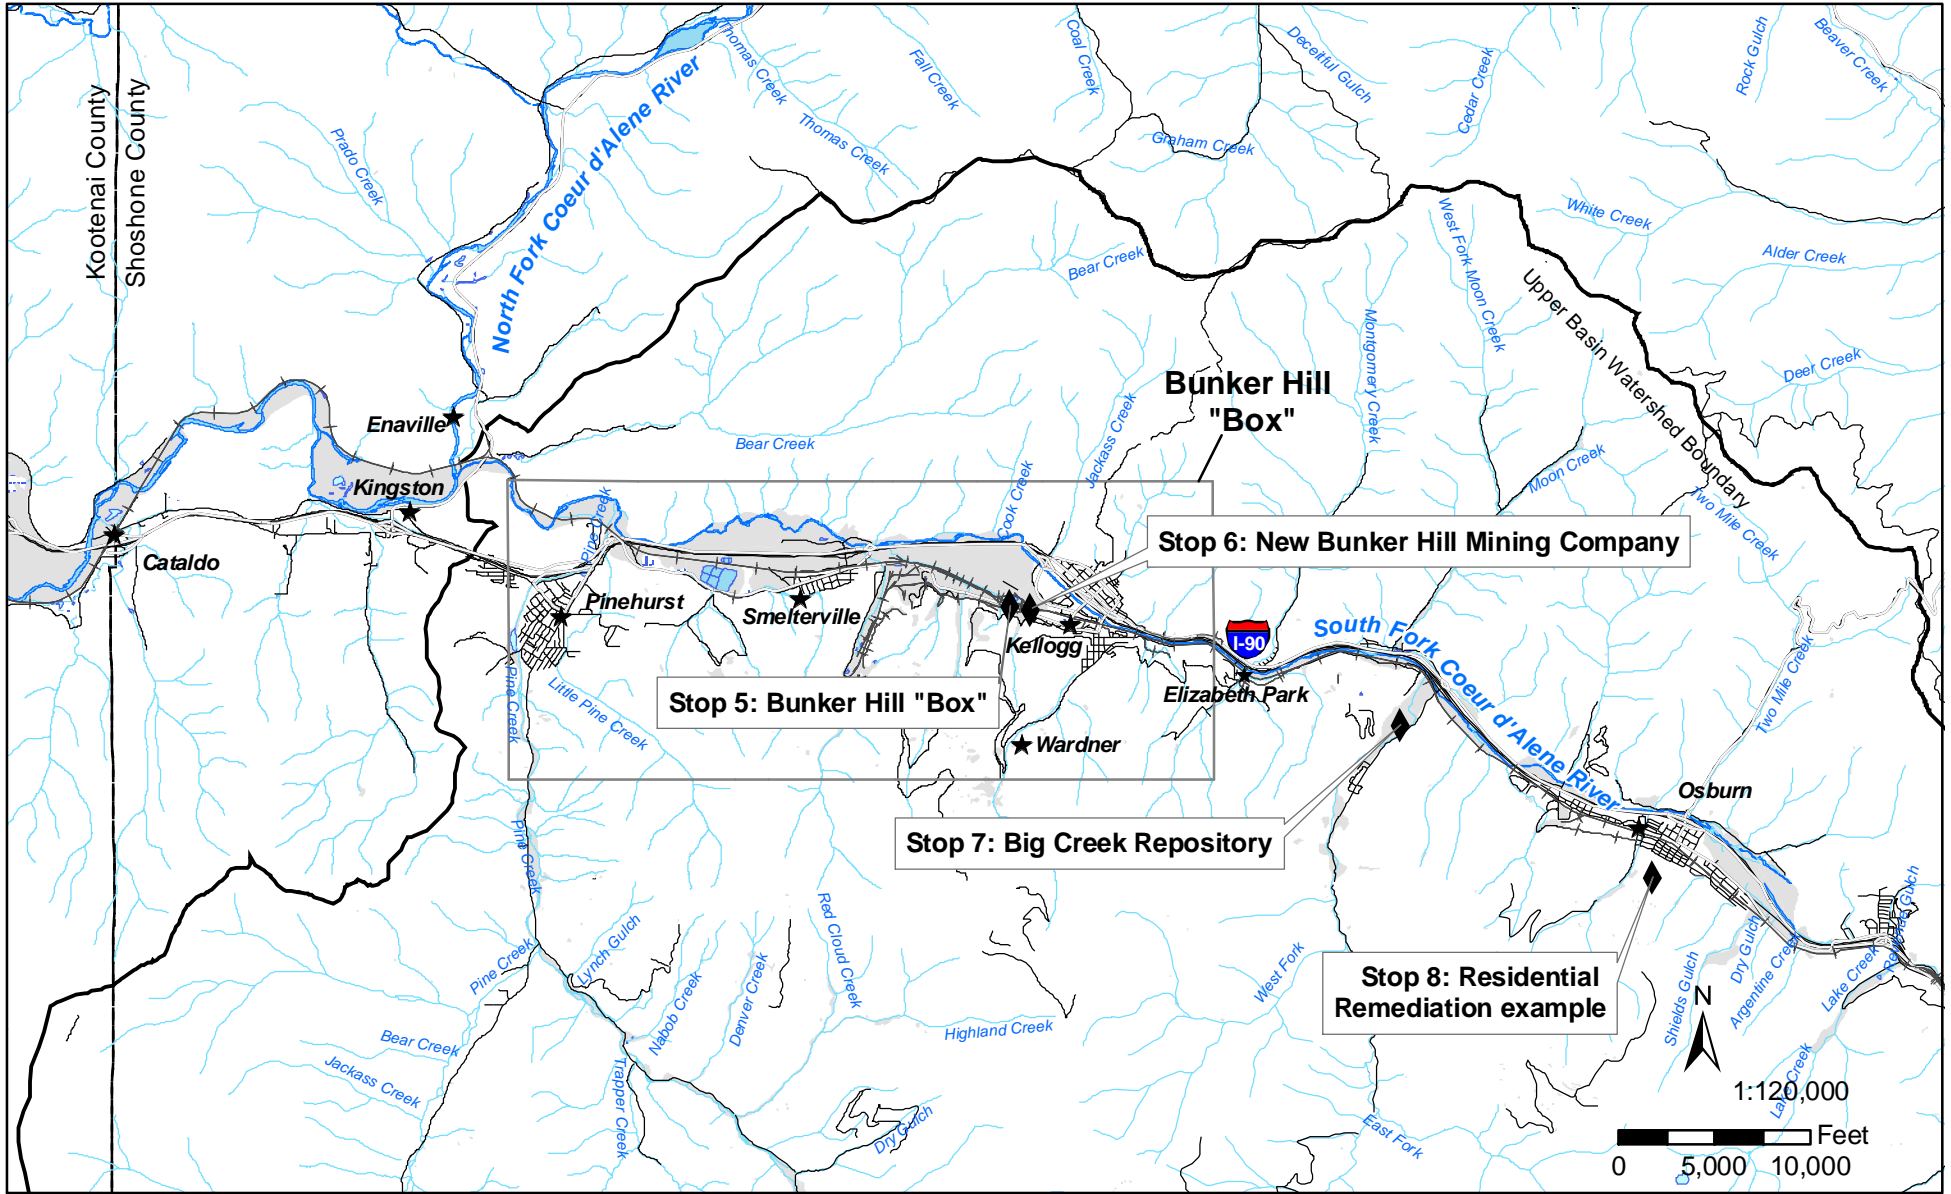 Kootenai County
Shoshone County
North Fork Coeur d'Alene River
Prado Creek
Thomas Creek
Thomas Creek
Fall Creek
Coal Creek
Deceitful Gulch
Graham Creek
Cedar Creek
Rock Gulch
Beaver Creek
White Creek
Alder Creek
Deer Creek
West Fork Moon Creek
Upper Basin Watershed Boundary
Bear Creek
Montgomery Creek
Bunker Hill
"Box"
Jackass Creek
Moon Creek
Two Mile Creek
Enaville
Bear Creek
Cook Creek
Kingston
Pine Creek
Cataldo
Stop 6: New Bunker Hill Mining Company
Pinehurst
Smelterville
Kellogg
I-90
South Fork Coeur d'Alene River
Elizabeth Park
Two Mile Creek
Pine Creek
Little Pine Creek
Stop 5: Bunker Hill "Box"
Wardner
Osburn
Stop 7: Big Creek Repository
Pine Creek
Red Cloud Creek
Lynch Gulch
Pine Creek
Nabob Creek
Denver Creek
Highland Creek
West Fork
Stop 8: Residential
Remediation example
Shields Gulch
Dry Gulch
Argentine Creek
Lake Creek
Gulch
Bear Creek
Jackass Creek
Trapper Creek
Dry Gulch
East Fork
Lake Creek
N
1:120,000
Feet
0 5,000 10,000